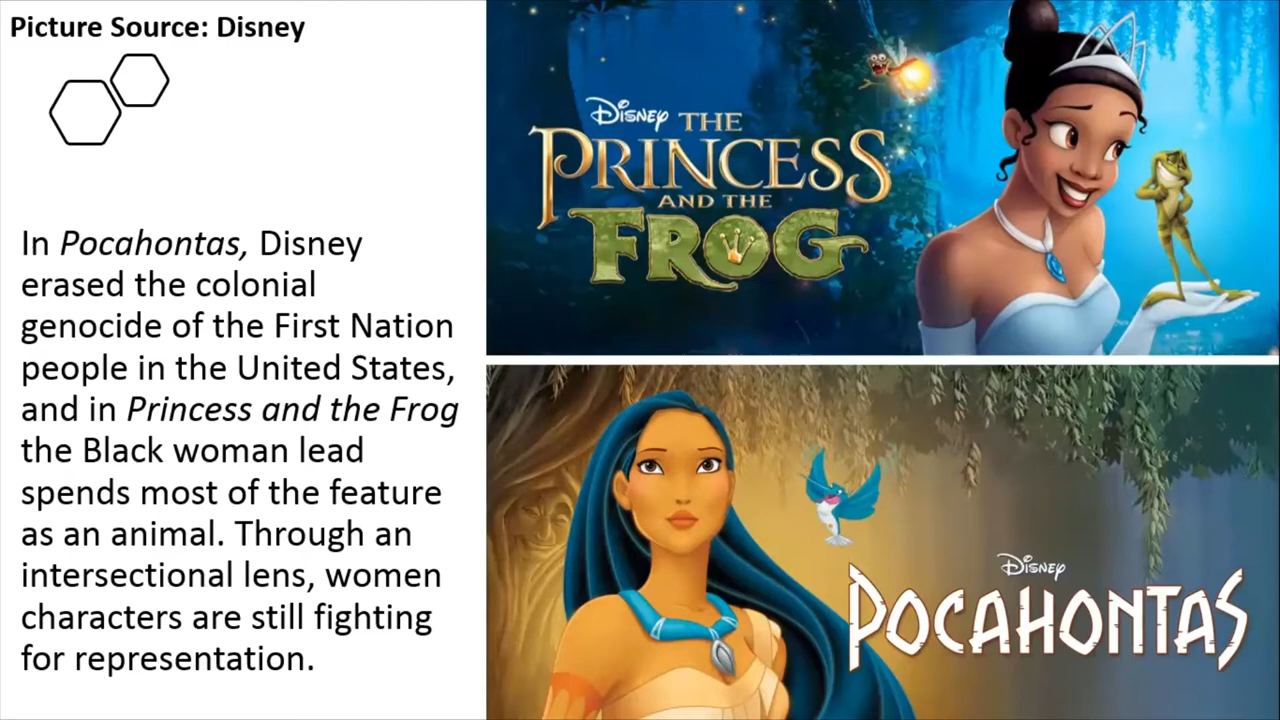 Picture Source: Disney
In Pocahontas, Disney
erased the colonial
genocide of the First Nation
people in the United States,
and in Princess and the Frog
the Black woman lead
spends most of the feature
as an animal. Through an
intersectional lens, women
characters are still fighting
for representation.
Disney THE
PRINCESS
AND THE
FROG
Disney
POCAHONTAS